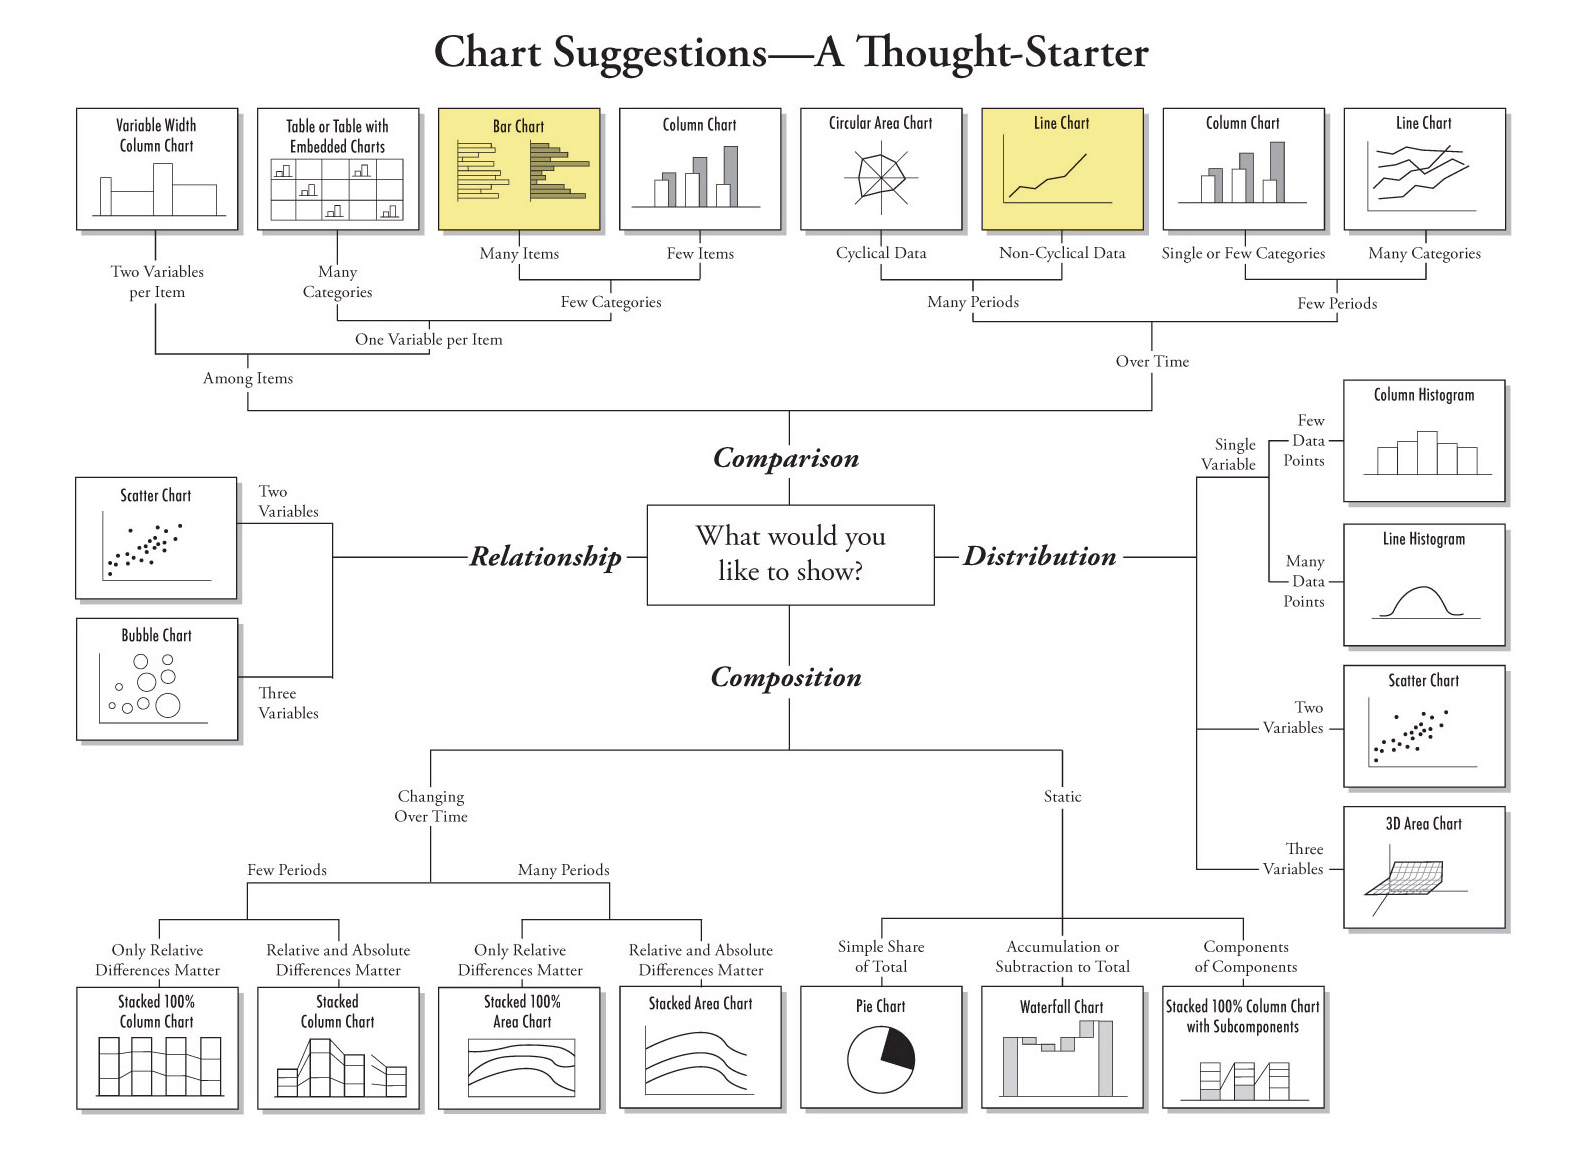 Chart Suggestions—A Thought-Starter
Variable Width
Column Chart
Table or Table with
Embedded Charts
Bar Chart
Column Chart
Circular Area Chart
Line Chart
Column Chart
Line Chart
Two Variables
per Item
Many
Categories
Many Items
Few Items
Cyclical Data
Non-Cyclical Data
Single or Few Categories
Many Categories
Few Categories
Many Periods
Few Periods
One Variable per Item
Among Items
Over Time
Comparison
What would you
like to show?
Relationship
Two
Variables
Scatter Chart
Three
Variables
Bubble Chart
Distribution
Single
Variable
Few
Data
Points
Column Histogram
Many
Data
Points
Line Histogram
Two
Variables
Scatter Chart
Three
Variables
3D Area Chart
Composition
Changing
Over Time
Static
Few Periods
Many Periods
Only Relative
Differences Matter
Relative and Absolute
Differences Matter
Only Relative
Differences Matter
Relative and Absolute
Differences Matter
Simple Share
of Total
Accumulation or
Subtraction to Total
Components
of Components
Stacked 100%
Column Chart
Stacked
Column Chart
Stacked 100%
Area Chart
Stacked Area Chart
Pie Chart
Waterfall Chart
Stacked 100% Column Chart
with Subcomponents